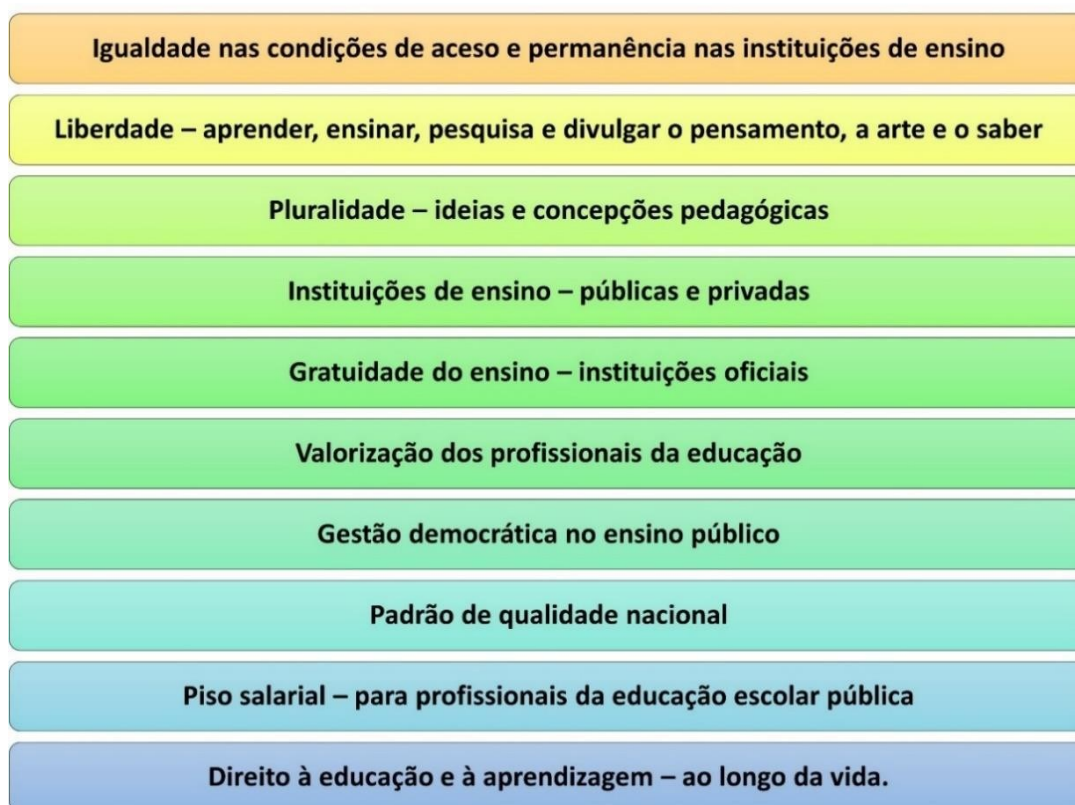 Igualdade nas condições de aceso e permanência nas instituições de ensino
Liberdade – aprender, ensinar, pesquisa e divulgar o pensamento, a arte e o saber
Pluralidade – ideias e concepções pedagógicas
Instituições de ensino – públicas e privadas
Gratuidade do ensino – instituições oficiais
Valorização dos profissionais da educação
Gestão democrática no ensino público
Padrão de qualidade nacional
Piso salarial – para profissionais da educação escolar pública
Direito à educação e à aprendizagem – ao longo da vida.